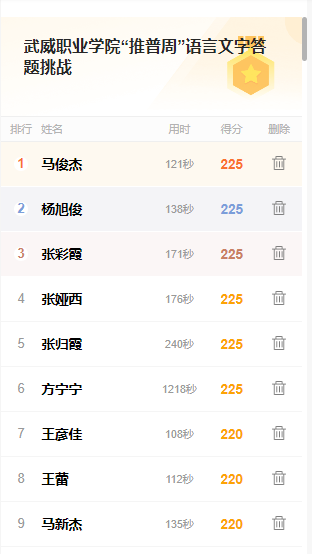 武威职业学院“推普周”语言文字答
题挑战
排行 姓名 用时 得分 删除
1 马俊杰 121秒 225
2 杨旭俊 138秒 225
3 张彩霞 171秒 225
4 张娅西 176秒 225
5 张归霞 240秒 225
6 方宁宁 1218秒 225
7 王彦佳 108秒 220
8 王蕾 112秒 220
9 马新杰 135秒 220